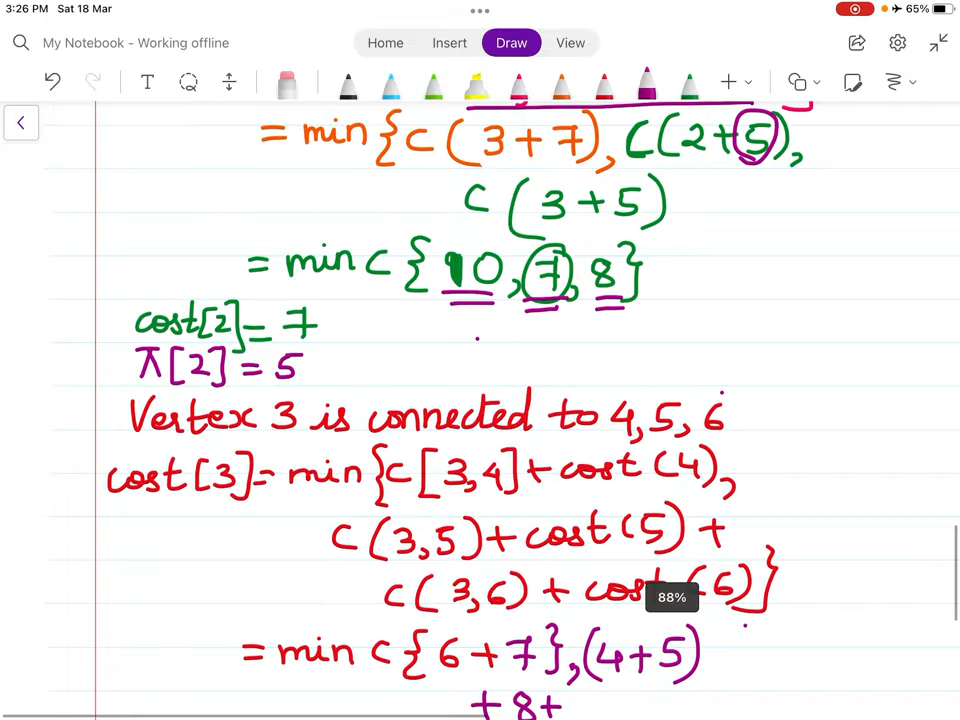 3:26 PM Sat 18 Mar 65%
My Notebook - Working offline Home Insert Draw View
= min{C(3+7), C(2+5),
C(3+5)
= min C {10, 7, 8}
cost[2] = 7
π[2] = 5
Vertex 3 is connected to 4, 5, 6
cost[3] = min{C[3,4] + cost(4),
C(3,5) + cost(5) +
C(3,6) + cost(6)}
88%
= min C {6+7}, (4+5)
+ 8+